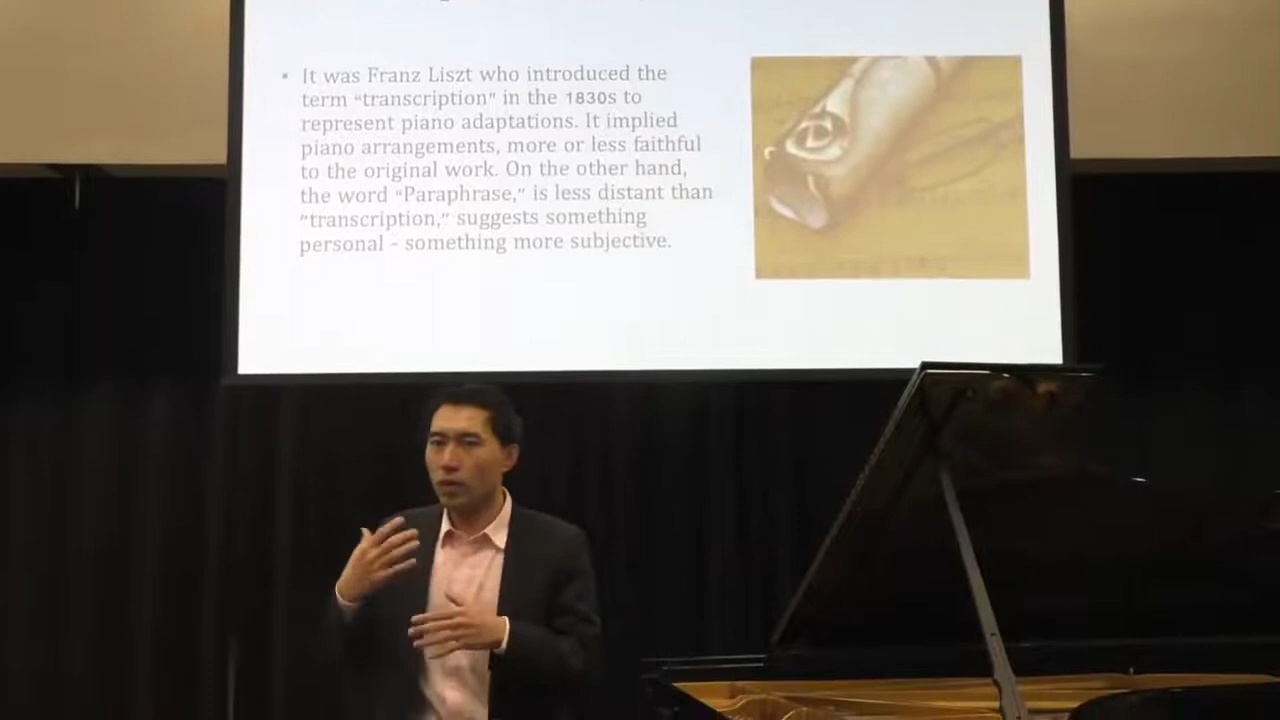 ▪ It was Franz Liszt who introduced the
term “transcription” in the 1830s to
represent piano adaptations. It implied
piano arrangements, more or less faithful
to the original work. On the other hand,
the word “Paraphrase,” is less distant than
“transcription,” suggests something
personal – something more subjective.